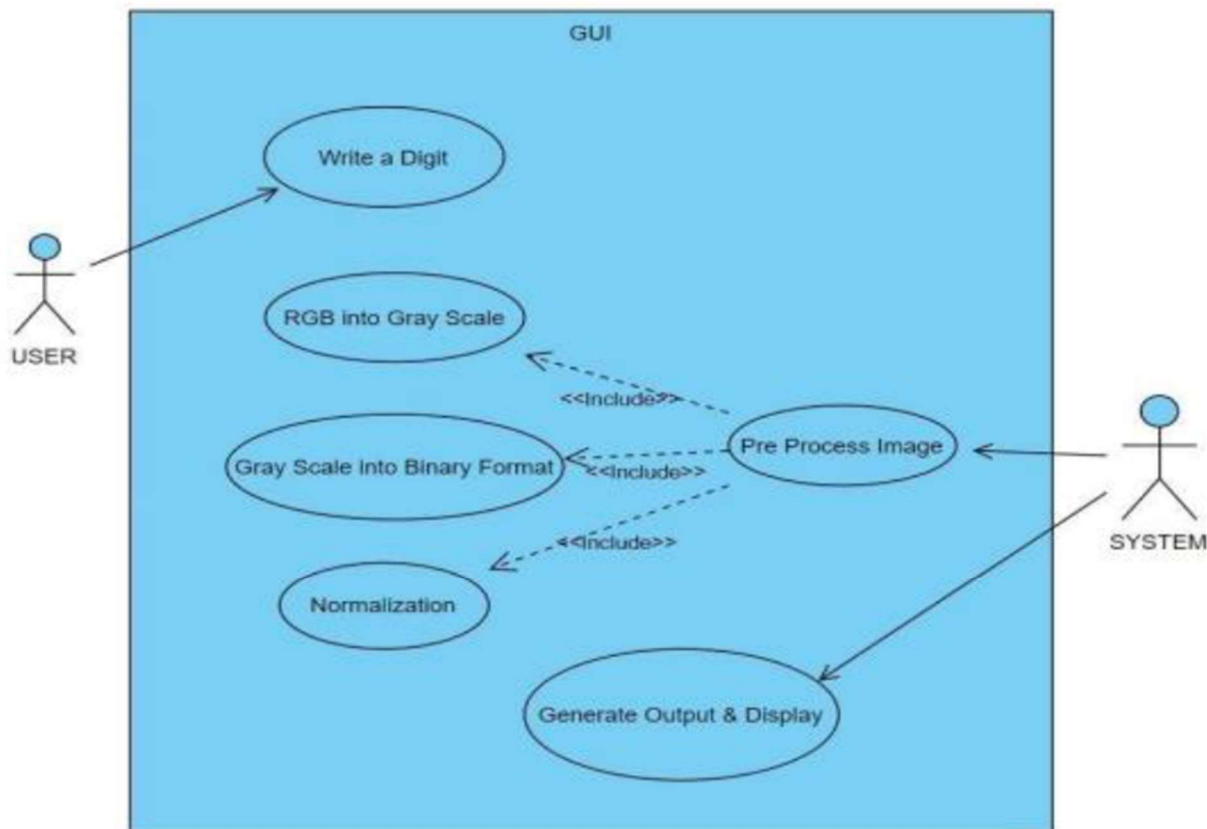 GUI
Write a Digit
USER
RGB into Gray Scale
<<Include>>
Gray Scale into Binary Format
<<Include>>
Pre Process Image
<<Include>>
SYSTEM
Normalization
Generate Output & Display